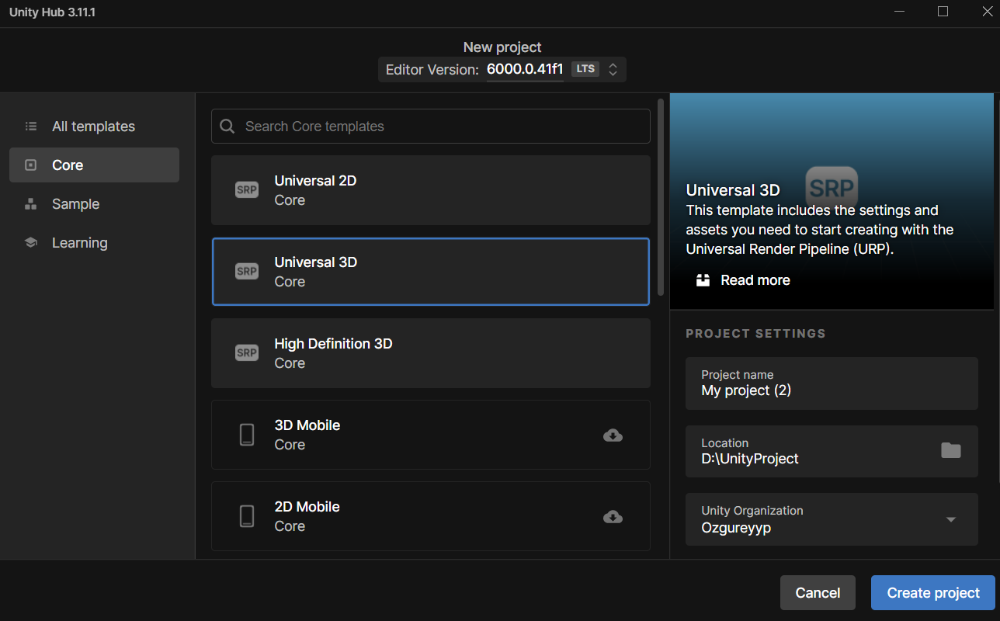 Unity Hub 3.11.1
New project
Editor Version: 6000.0.41f1 LTS
All templates
Core
Sample
Learning
Search Core templates
SRP
Universal 2D
Core
SRP
Universal 3D
Core
SRP
High Definition 3D
Core
3D Mobile
Core
2D Mobile
Core
SRP
Universal 3D
This template includes the settings and
assets you need to start creating with the
Universal Render Pipeline (URP).
Read more
PROJECT SETTINGS
Project name
My project (2)
Location
D:\UnityProject
Unity Organization
Ozgureyyp
Cancel
Create project